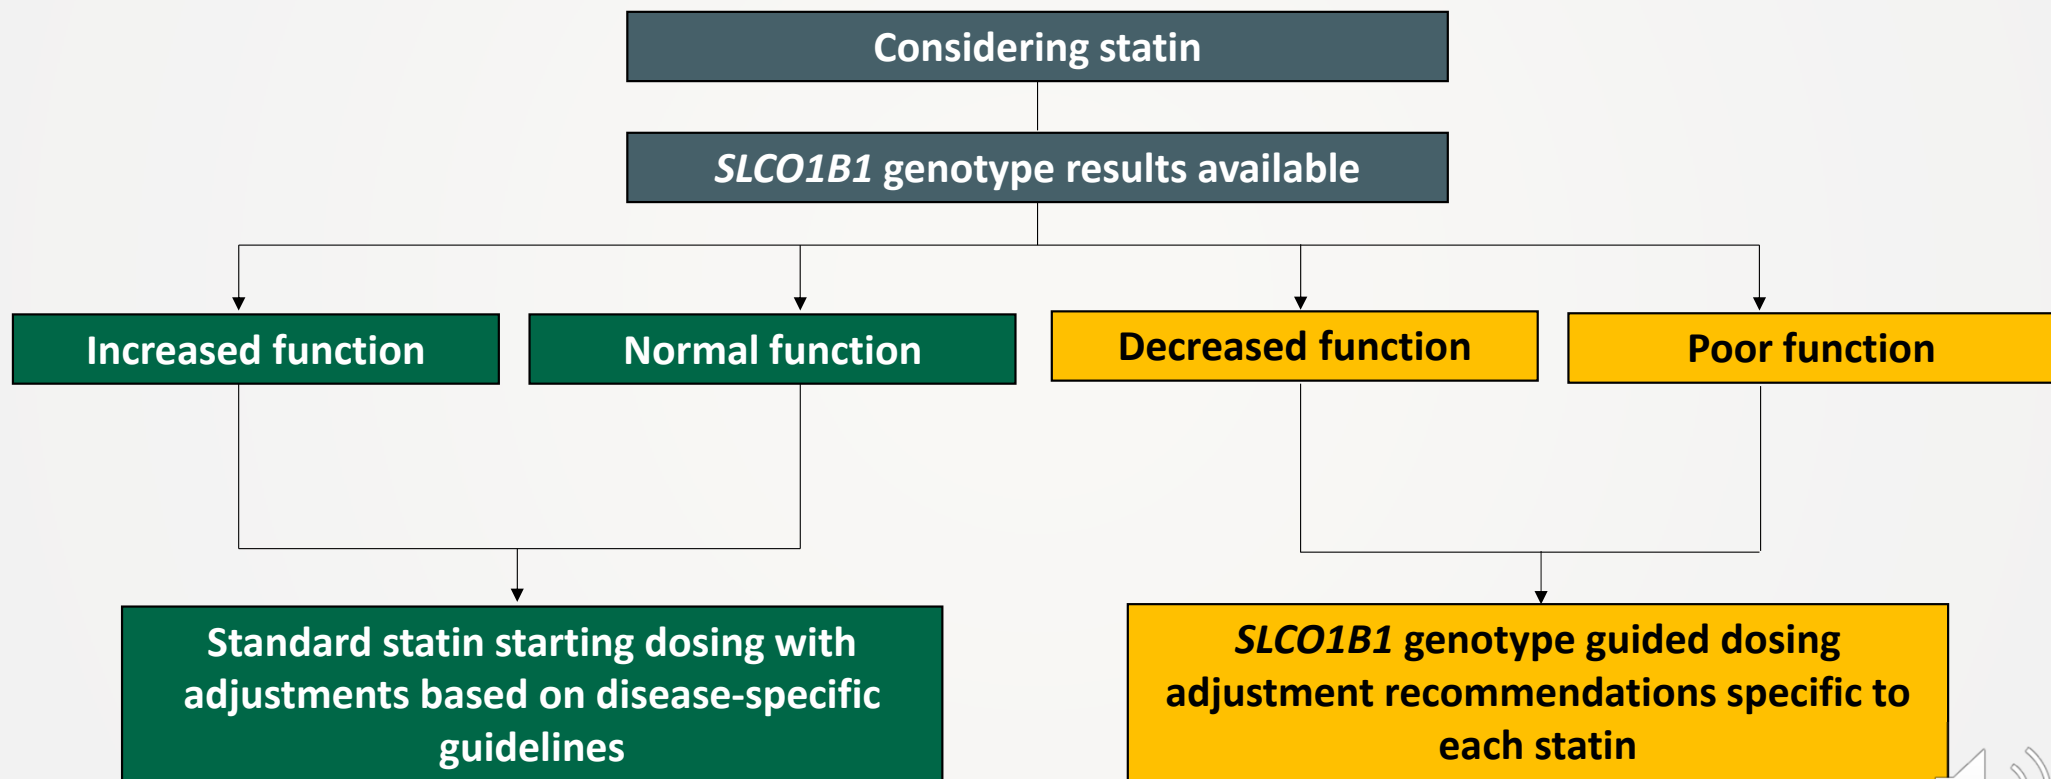 Considering statin
SLCO1B1 genotype results available
Increased function
Normal function
Decreased function
Poor function
Standard statin starting dosing with
adjustments based on disease-specific
guidelines
SLCO1B1 genotype guided dosing
adjustment recommendations specific to
each statin